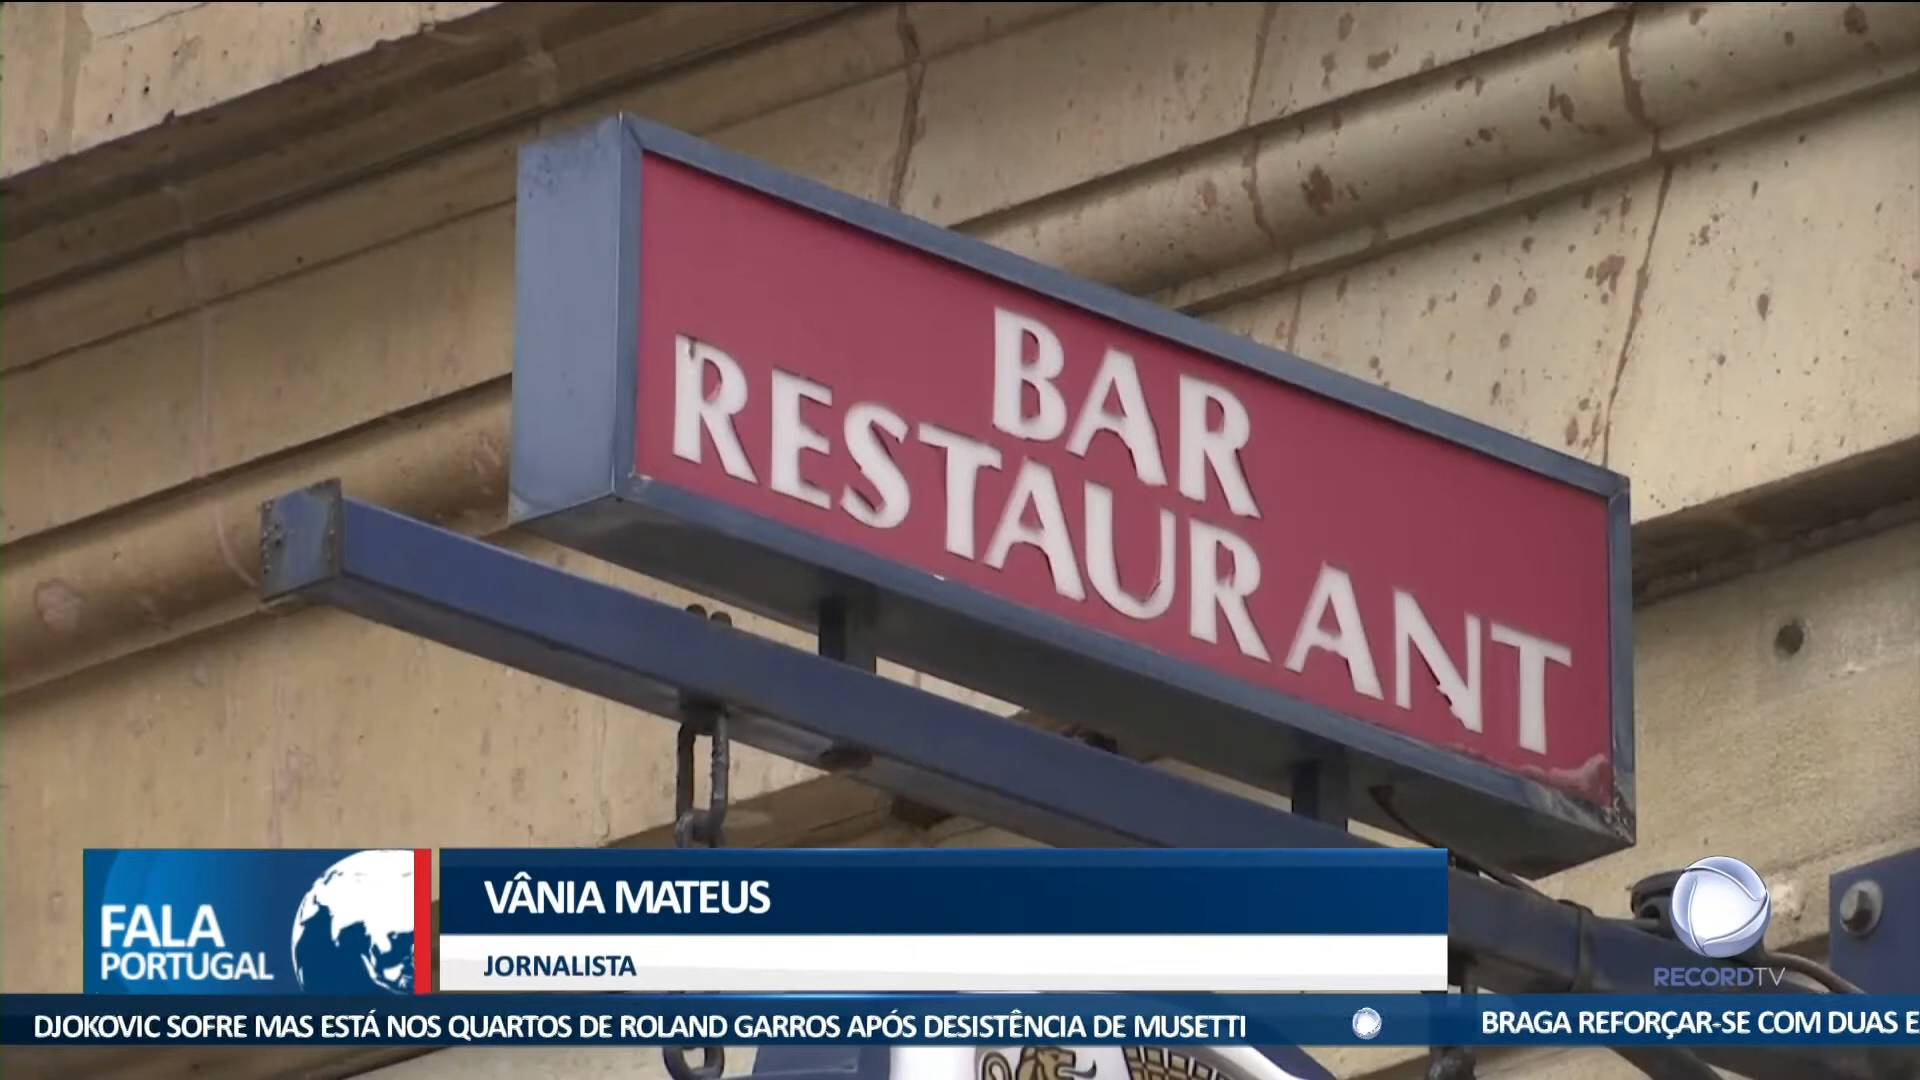 BAR
RESTAURANT
FALA
PORTUGAL
VÂNIA MATEUS
JORNALISTA
RECORDTV
DJOKOVIC SOFRE MAS ESTÁ NOS QUARTOS DE ROLAND GARROS APÓS DESISTÊNCIA DE MUSETTI
BRAGA REFORÇAR-SE COM DUAS E